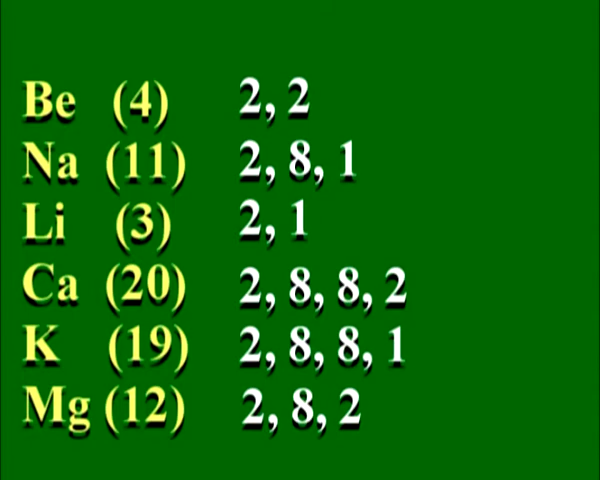 Be (4) 2, 2
Na (11) 2, 8, 1
Li (3) 2, 1
Ca (20) 2, 8, 8, 2
K (19) 2, 8, 8, 1
Mg (12) 2, 8, 2